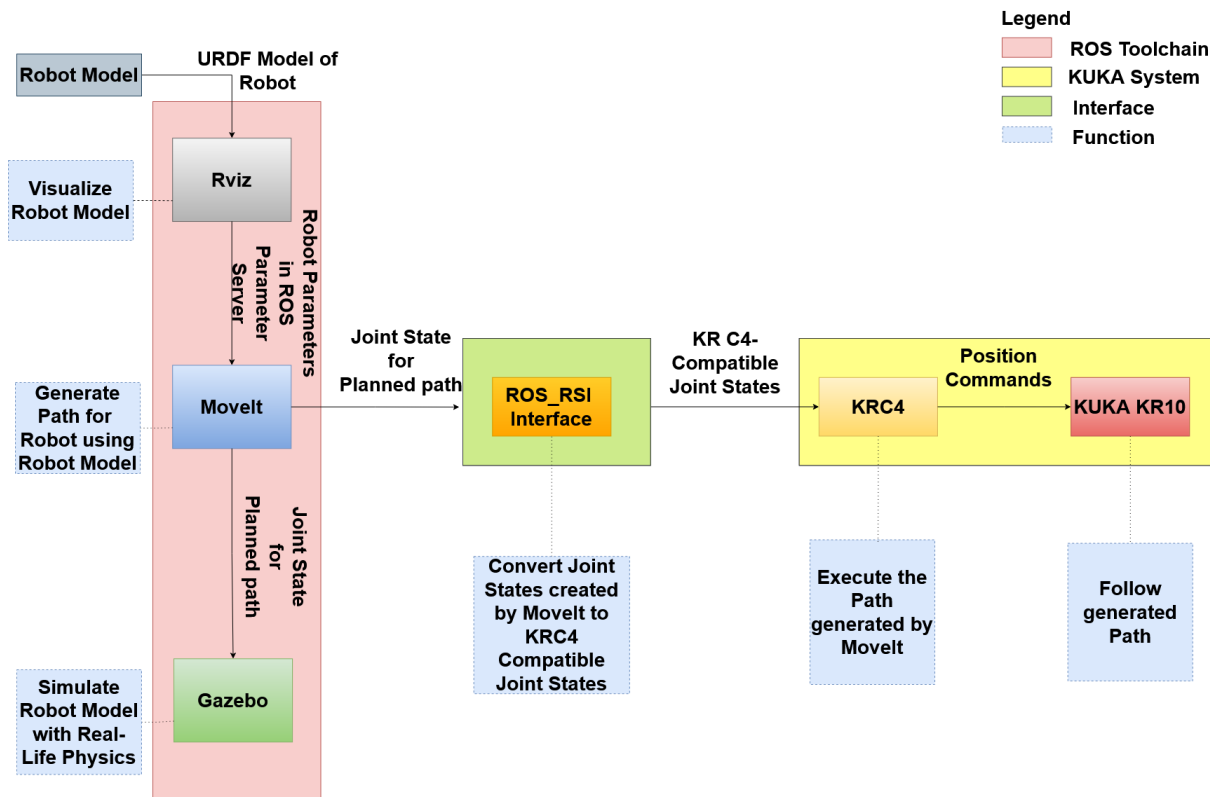 Legend
ROS Toolchain
KUKA System
Interface
Function
Robot Model
URDF Model of
Robot
Rviz
Visualize
Robot Model
Robot Parameters
in ROS
Parameter
Server
MoveIt
Generate
Path for
Robot using
Robot Model
Joint State
for
Planned path
Joint State
for
Planned path
Gazebo
Simulate
Robot Model
with Real-
Life Physics
ROS_RSI
Interface
Convert Joint
States created
by MoveIt to
KRC4
Compatible
Joint States
KR C4-
Compatible
Joint States
KRC4
Execute the
Path
generated by
MoveIt
Position
Commands
KUKA KR10
Follow
generated
Path